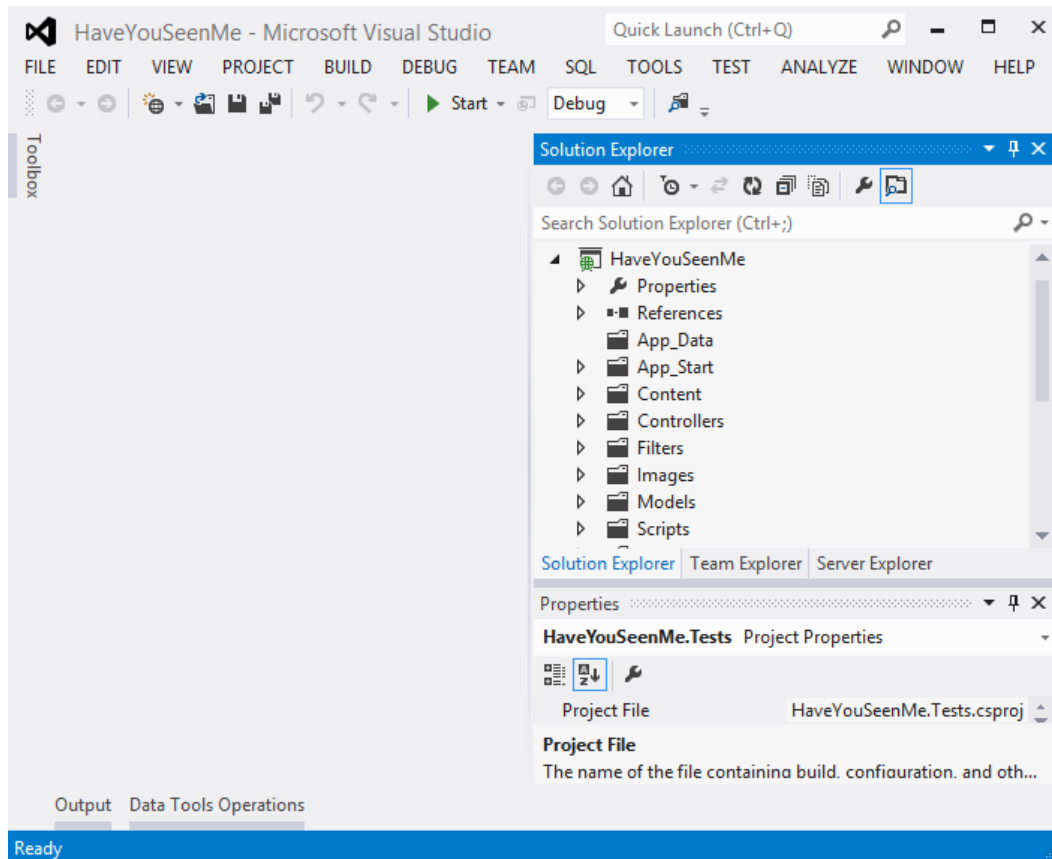 HaveYouSeenMe - Microsoft Visual Studio Quick Launch (Ctrl+Q)
FILE EDIT VIEW PROJECT BUILD DEBUG TEAM SQL TOOLS TEST ANALYZE WINDOW HELP
Start Debug
Toolbox
Solution Explorer
Search Solution Explorer (Ctrl+;)
HaveYouSeenMe
Properties
References
App_Data
App_Start
Content
Controllers
Filters
Images
Models
Scripts
Solution Explorer Team Explorer Server Explorer
Properties
HaveYouSeenMe.Tests Project Properties
Project File HaveYouSeenMe.Tests.csproj
Project File
The name of the file containing build, configuration, and oth...
Output Data Tools Operations
Ready